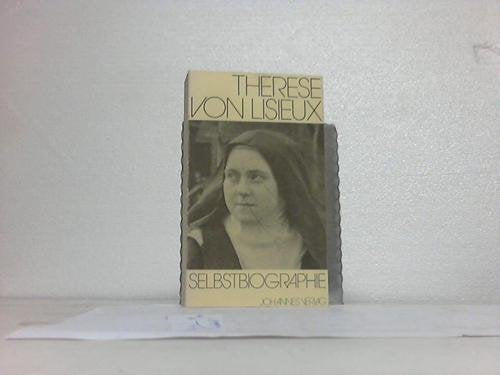 THERESE
VON LISIEUX
SELBSTBIOGRAPHIE
JOHANNES VERLAG